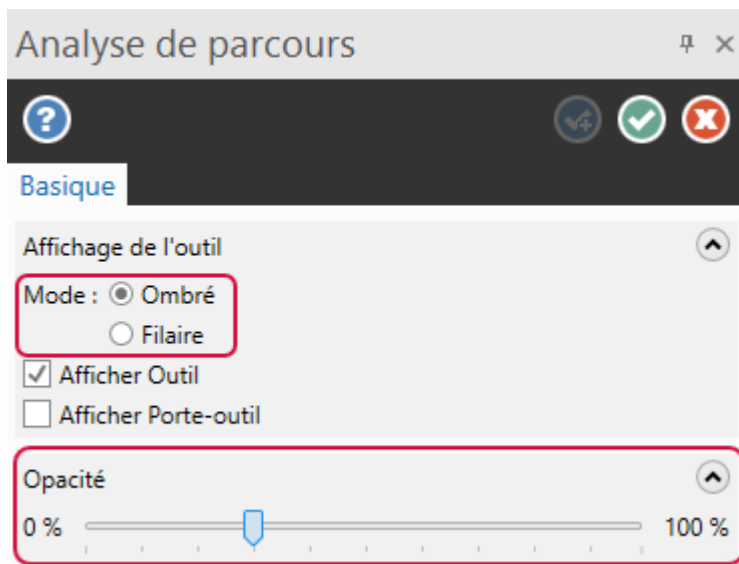 Analyse de parcours
Basique
Affichage de l'outil
Mode : Ombré
Filaire
Afficher Outil
Afficher Porte-outil
Opacité
0 % 100 %